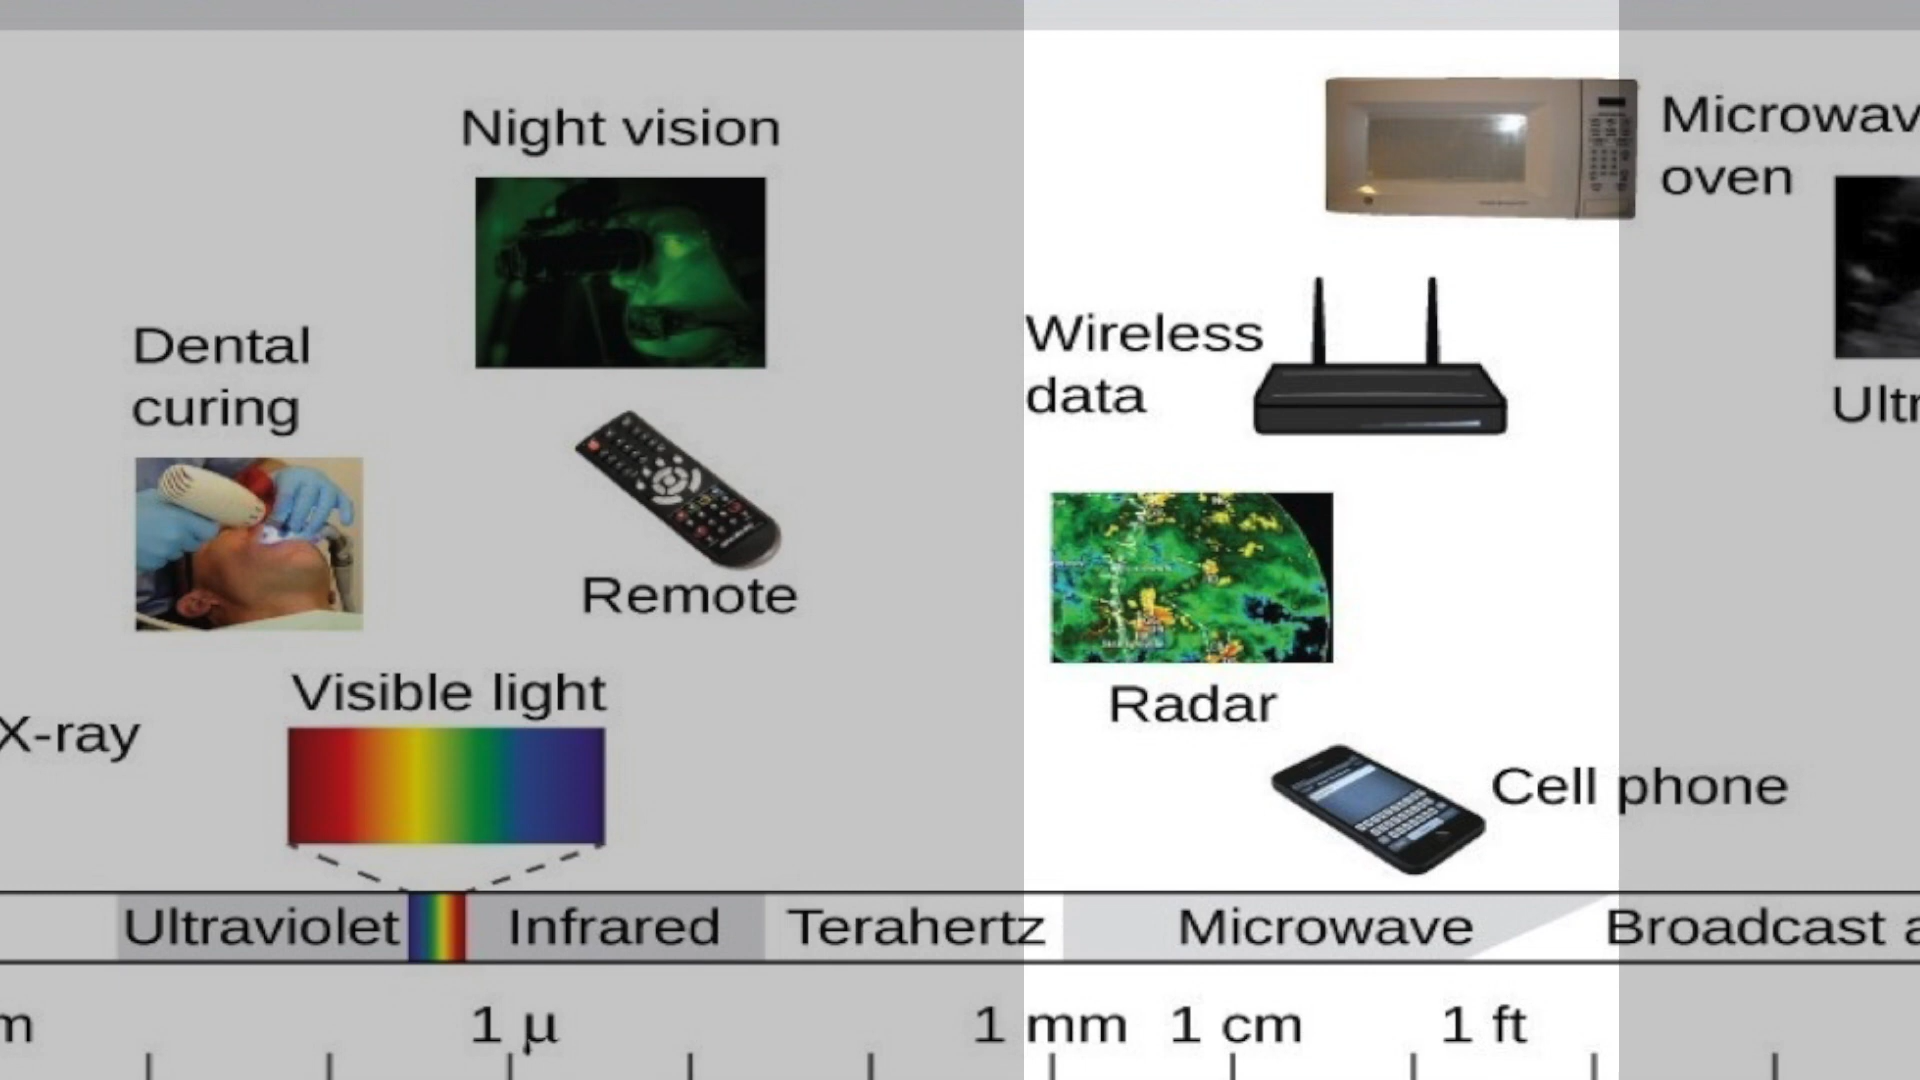 Night vision
Microwav
oven
Dental
curing
Wireless
data
Ultr
Remote
Radar
X-ray
Visible light
Cell phone
Ultraviolet
Infrared
Terahertz
Microwave
Broadcast a
m
1 µ
1 mm
1 cm
1 ft